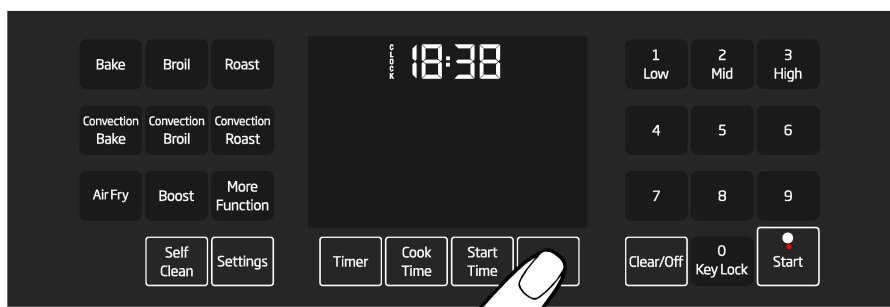 Bake
Broil
Roast
Convection
Bake
Convection
Broil
Convection
Roast
Air Fry
Boost
More
Function
Self
Clean
Settings
CLOCK
18:38
Timer
Cook
Time
Start
Time
1
Low
2
Mid
3
High
4
5
6
7
8
9
Clear/Off
0
Key Lock
Start